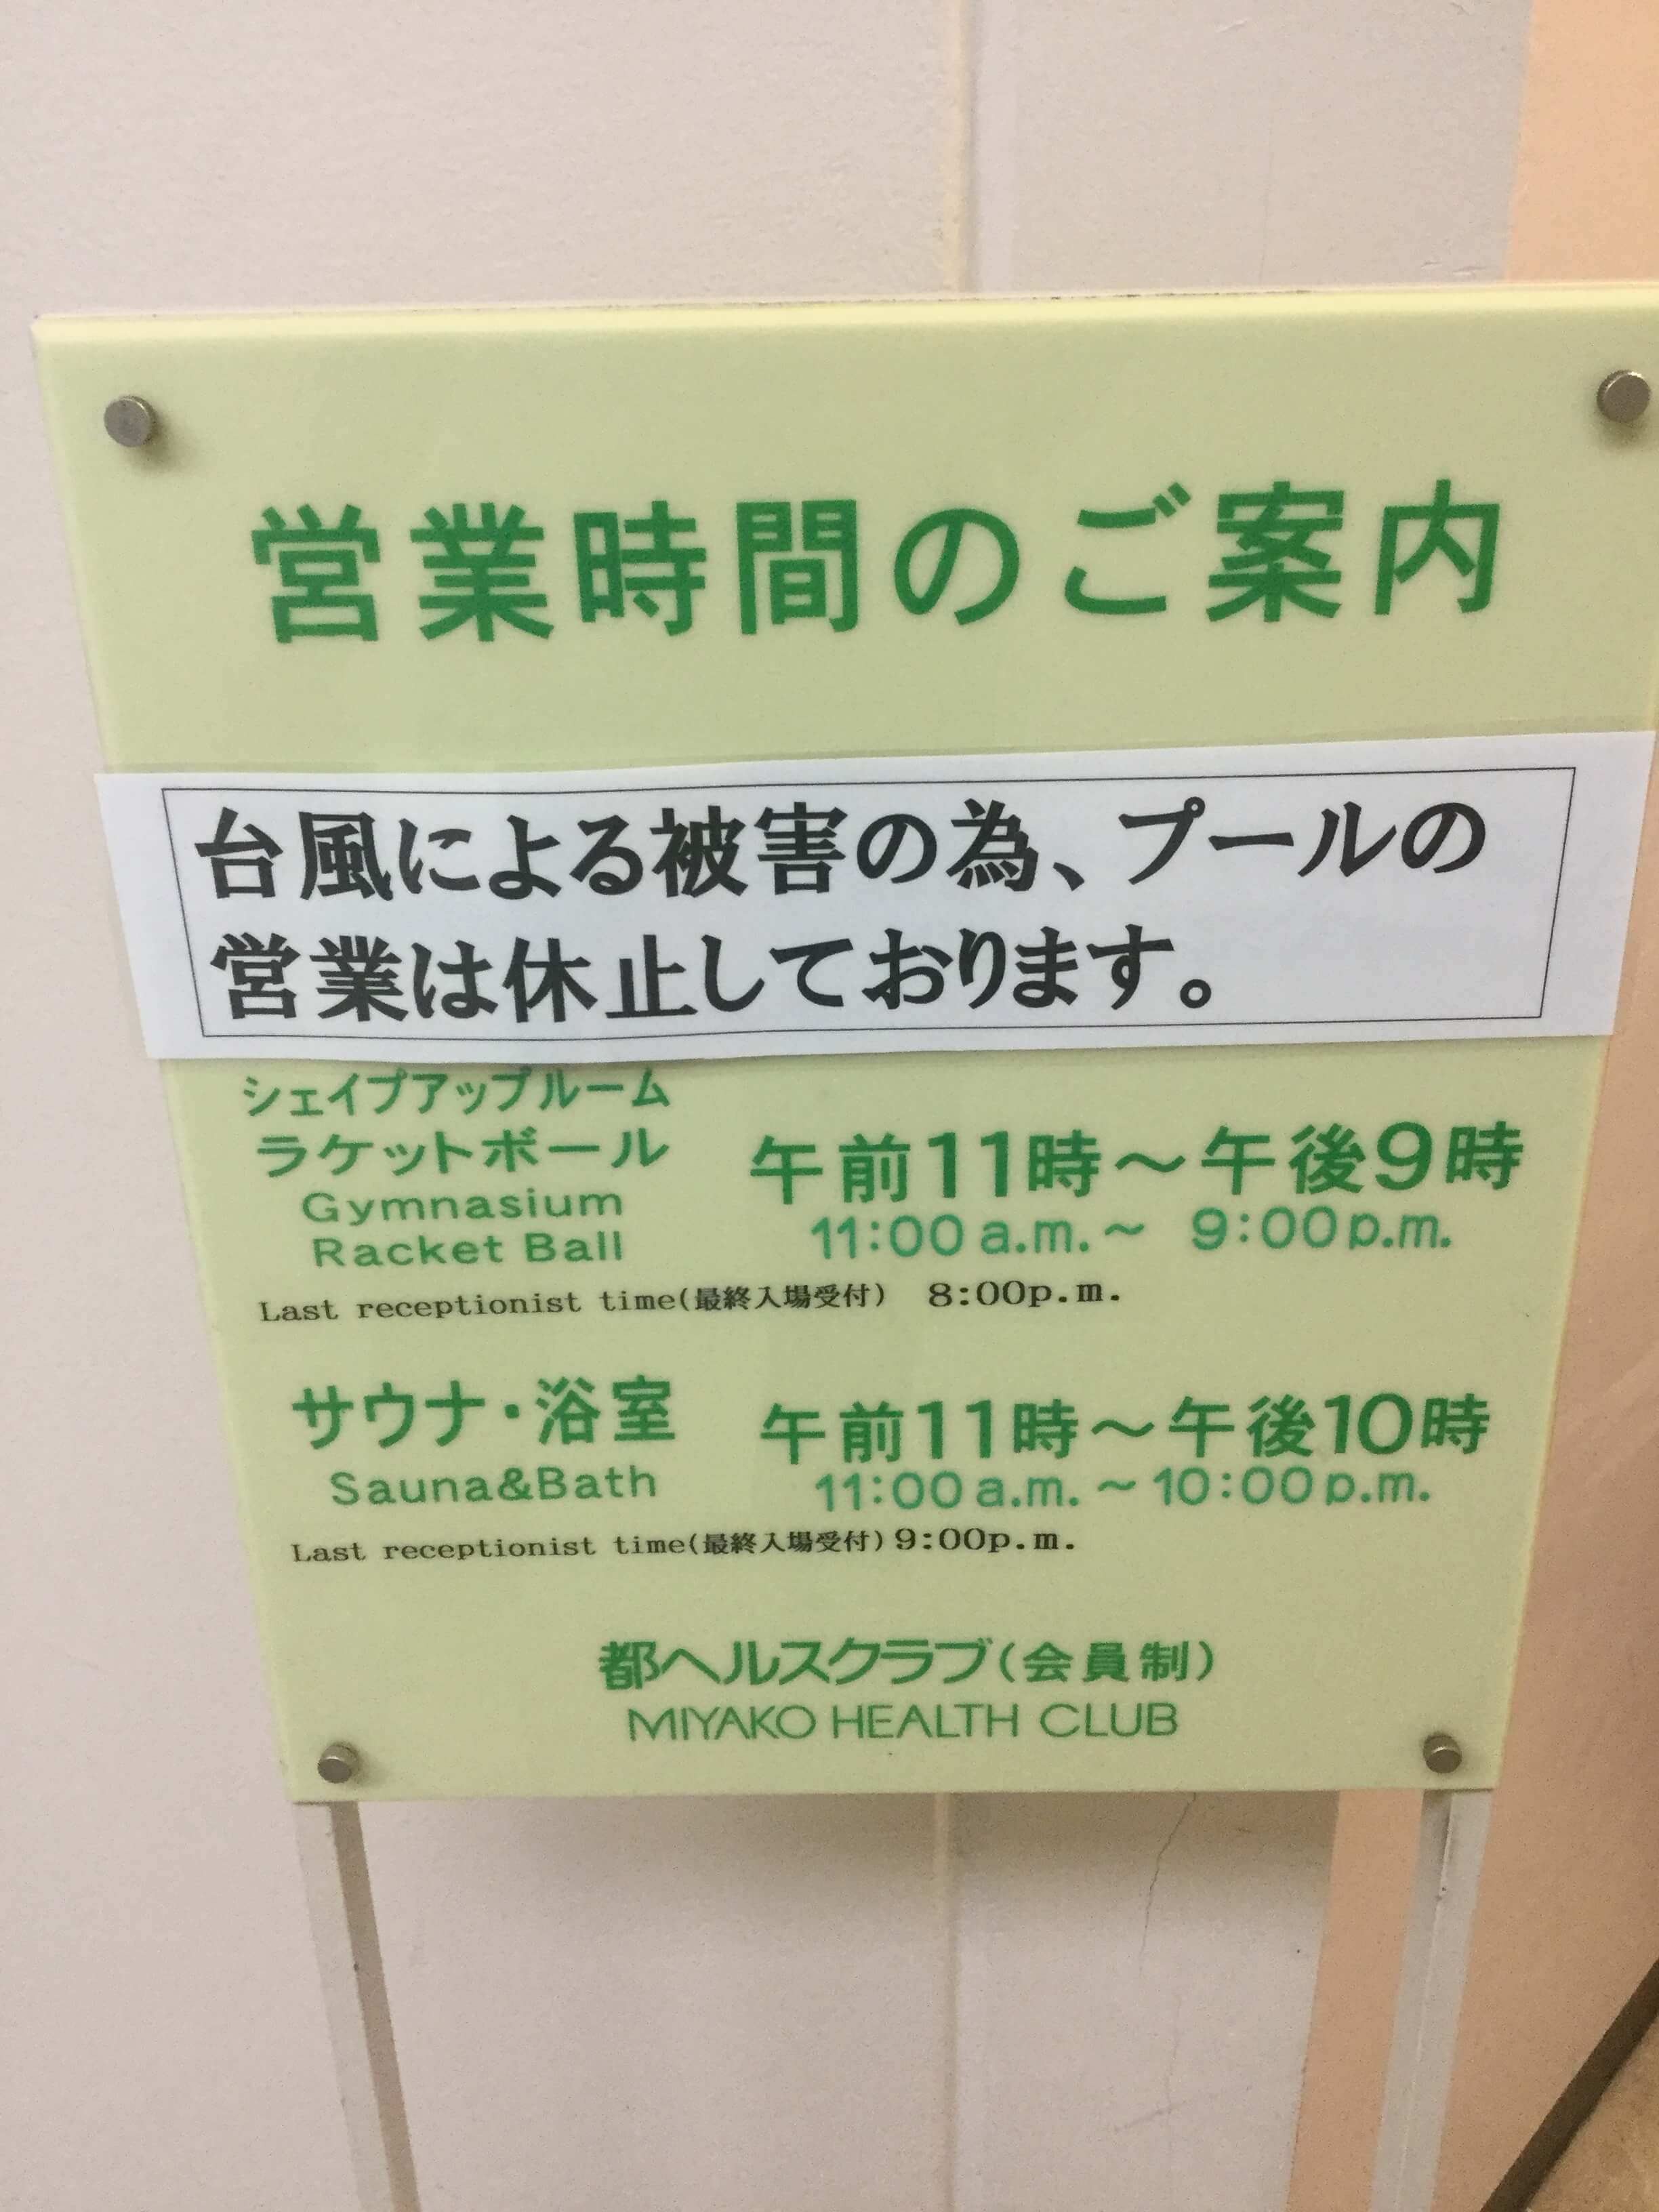 営業時間のご案内
台風による被害の為、プールの
営業は休止しております。
シェイプアップルーム
ラケットボール
Gymnasium
Racket Ball
午前11時～午後9時
11:00 a.m. ～ 9:00 p.m.
Last receptionist time(最終入場受付) 8:00p.m.
サウナ・浴室
Sauna&Bath
午前11時～午後10時
11:00 a.m. ～ 10:00 p.m.
Last receptionist time(最終入場受付) 9:00p.m.
都ヘルスクラブ(会員制)
MIYAKO HEALTH CLUB